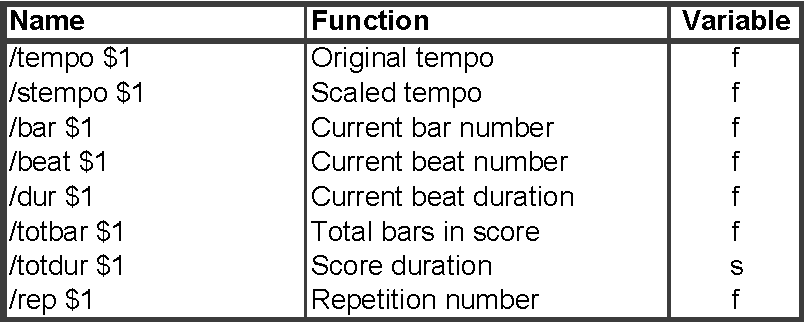 Name Function Variable
/tempo $1 Original tempo f
/stempo $1 Scaled tempo f
/bar $1 Current bar number f
/beat $1 Current beat number f
/dur $1 Current beat duration f
/totbar $1 Total bars in score f
/totdur $1 Score duration s
/rep $1 Repetition number f